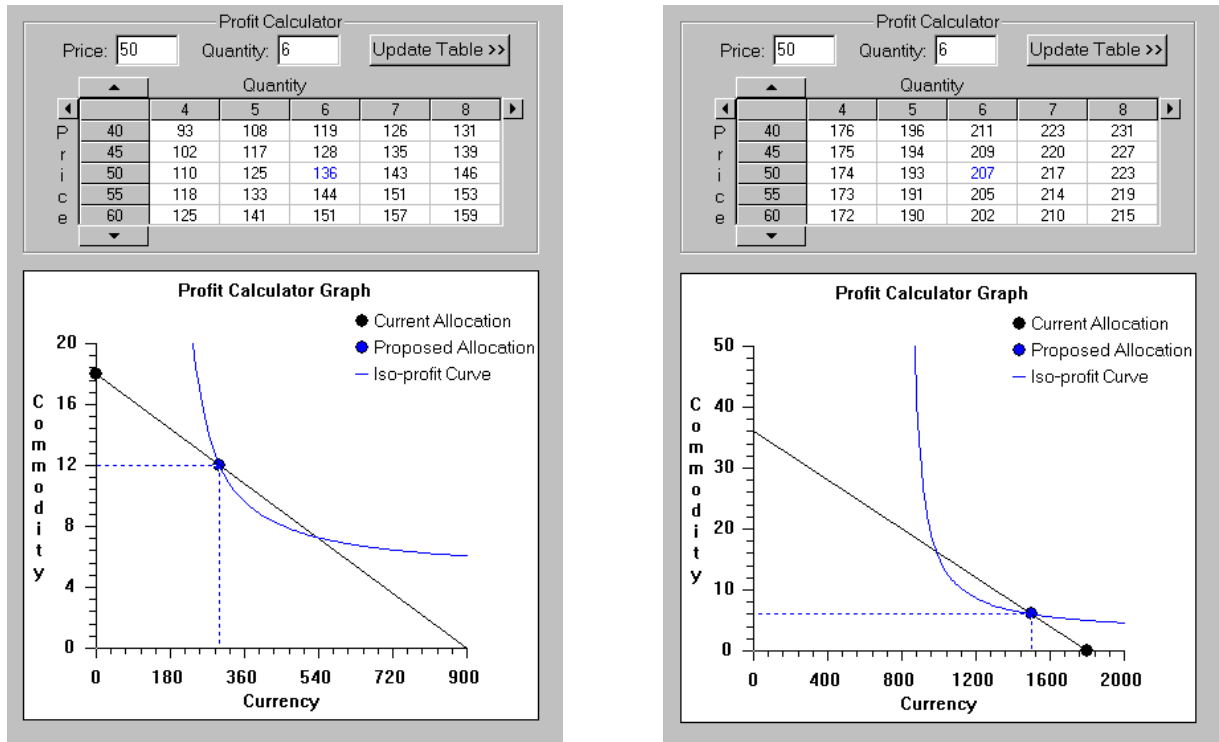 Profit Calculator
Price: 50 Quantity: 6 Update Table >>
Quantity
4 5 6 7 8
Price
40 93 108 119 126 131
45 102 117 128 135 139
50 110 125 136 143 146
55 118 133 144 151 153
60 125 141 151 157 159
Profit Calculator Graph
Current Allocation
Proposed Allocation
Iso-profit Curve
Commodity
20
16
12
8
4
0
0 180 360 540 720 900
Currency
Profit Calculator
Price: 50 Quantity: 6 Update Table >>
Quantity
4 5 6 7 8
Price
40 176 196 211 223 231
45 175 194 209 220 227
50 174 193 207 217 223
55 173 191 205 214 219
60 172 190 202 210 215
Profit Calculator Graph
Current Allocation
Proposed Allocation
Iso-profit Curve
Commodity
50
40
30
20
10
0
0 400 800 1200 1600 2000
Currency